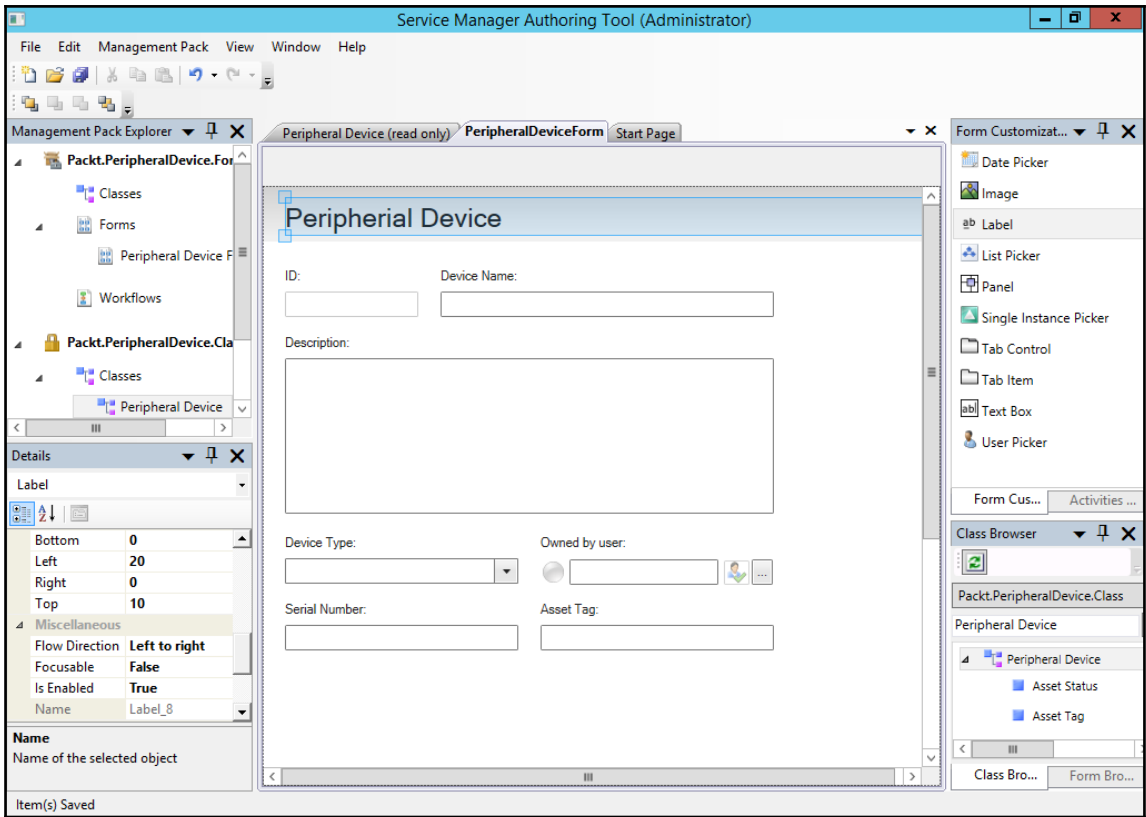 Service Manager Authoring Tool (Administrator)
File Edit Management Pack View Window Help
Management Pack Explorer
Packt.PeripheralDevice.For
Classes
Forms
Peripheral Device F
Workflows
Packt.PeripheralDevice.Cla
Classes
Peripheral Device
Details
Label
Bottom 0
Left 20
Right 0
Top 10
Miscellaneous
Flow Direction Left to right
Focusable False
Is Enabled True
Name Label_8
Name
Name of the selected object
Item(s) Saved
Peripheral Device (read only) PeripheralDeviceForm Start Page
Peripherial Device
ID: Device Name:
Description:
Device Type: Owned by user:
...
Serial Number: Asset Tag:
Form Customizat...
Date Picker
Image
ab Label
List Picker
Panel
Single Instance Picker
Tab Control
Tab Item
ab Text Box
User Picker
Form Cus... Activities ...
Class Browser
Packt.PeripheralDevice.Class
Peripheral Device
Peripheral Device
Asset Status
Asset Tag
Class Bro... Form Bro...